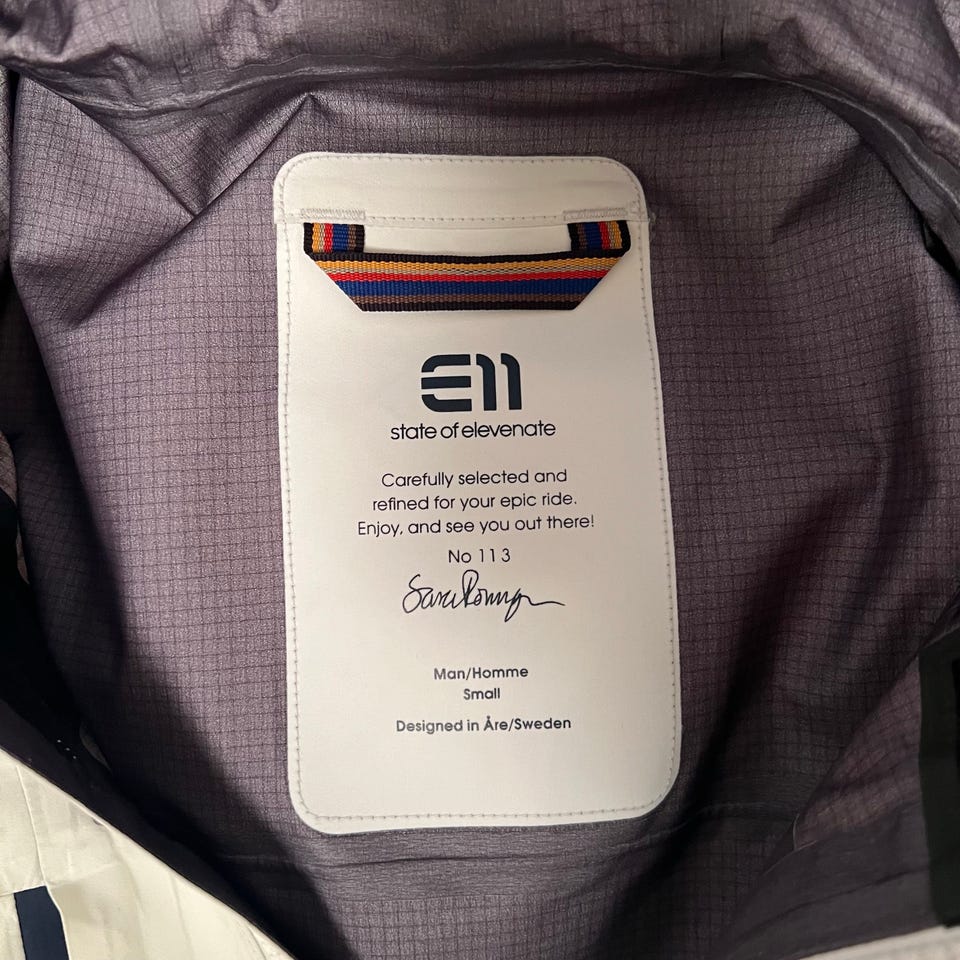 E11
state of elevenate
Carefully selected and
refined for your epic ride.
Enjoy, and see you out there!
No 113
Man/Homme
Small
Designed in Åre/Sweden